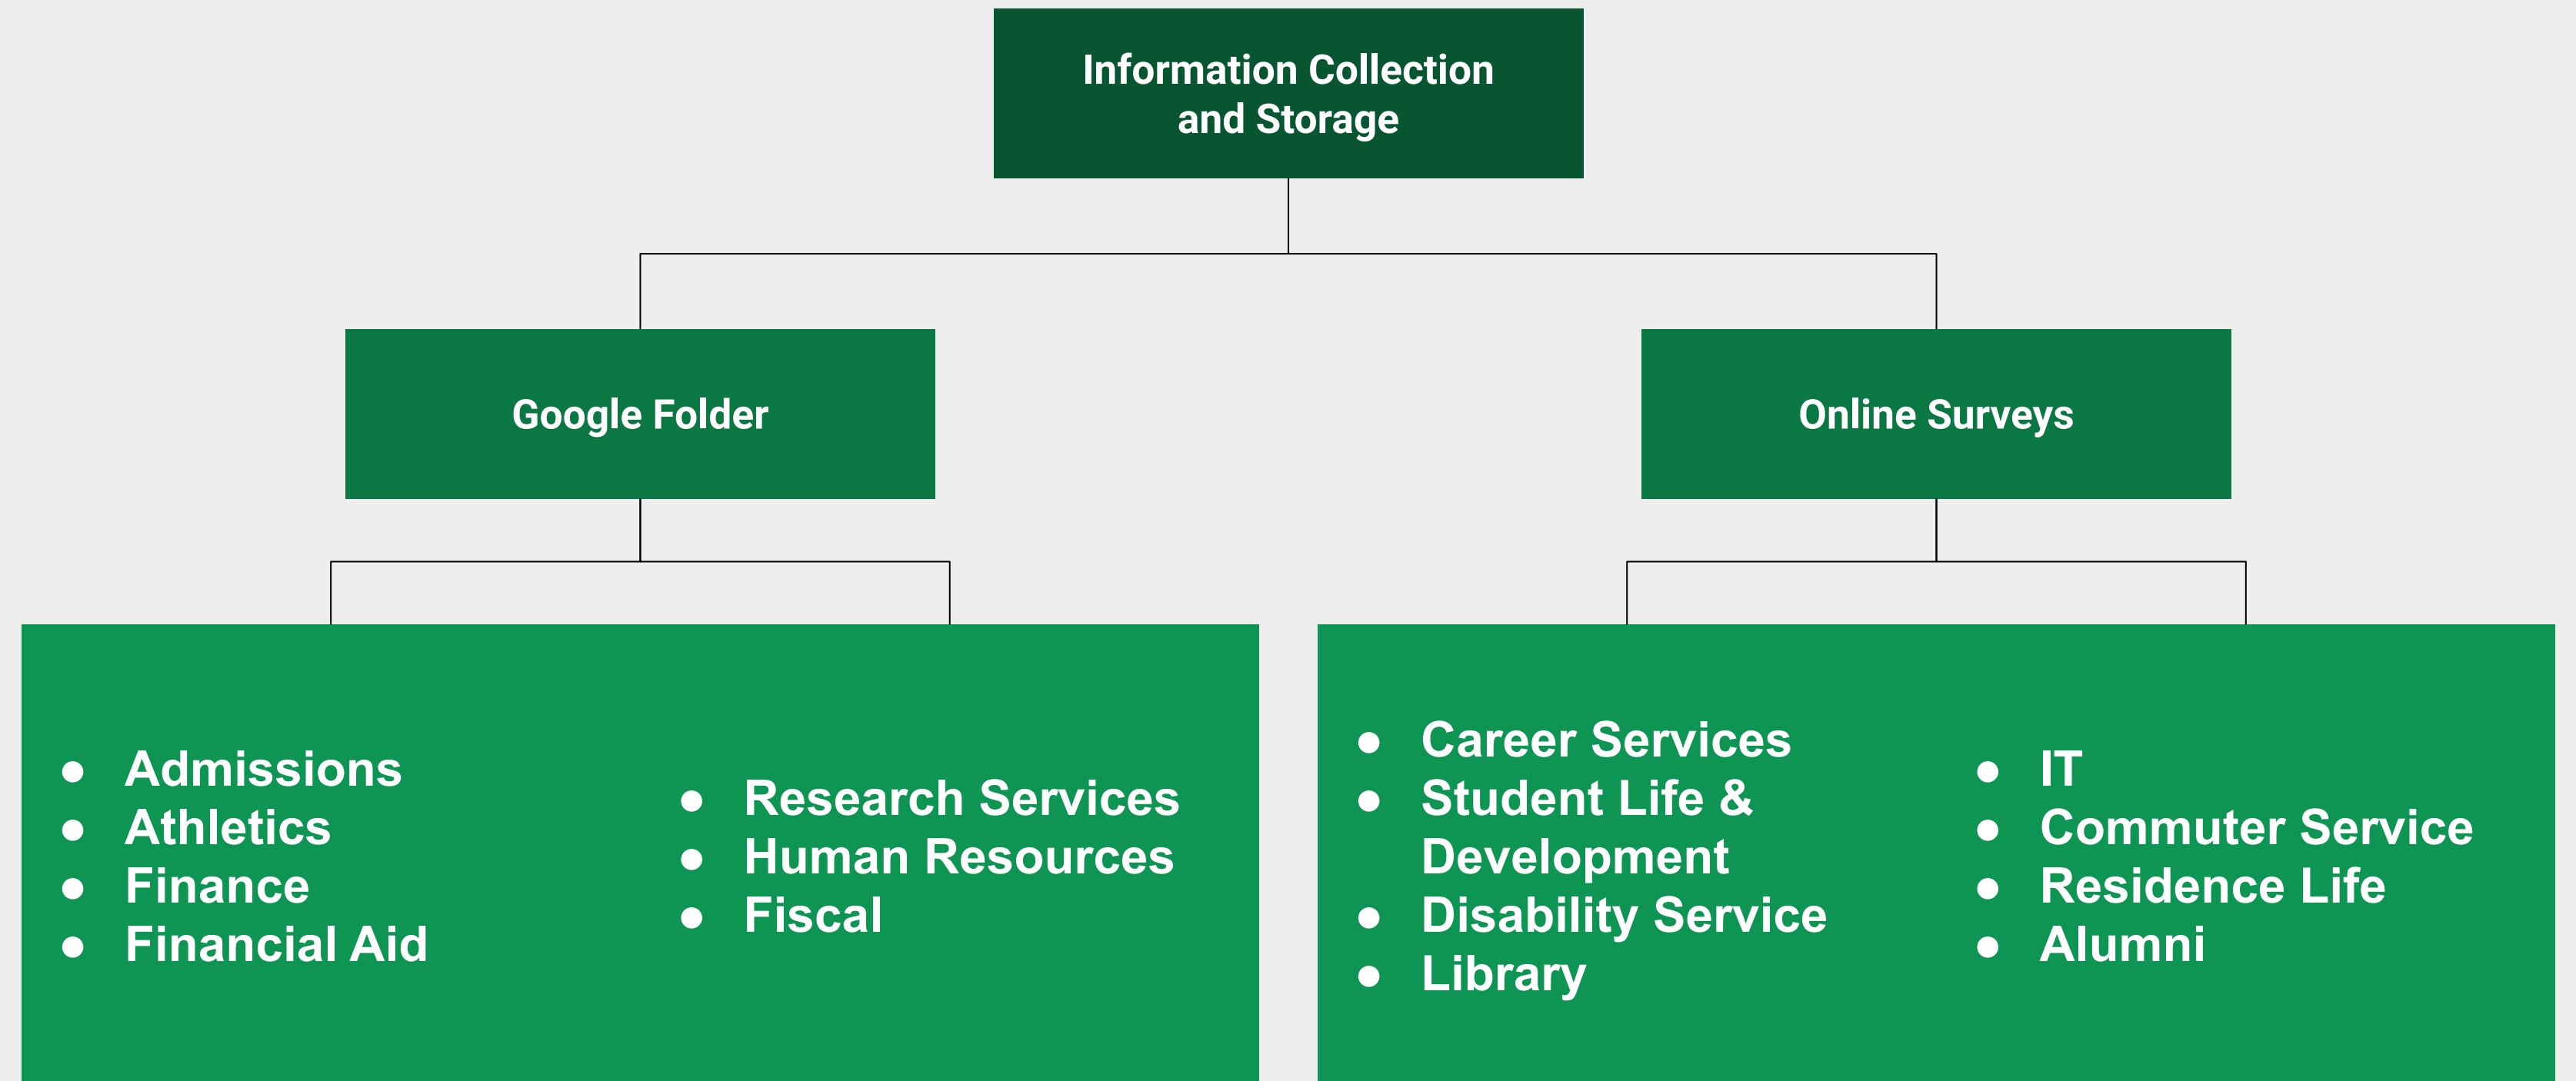 Information Collection
and Storage
Google Folder
Online Surveys
● Admissions
● Athletics
● Finance
● Financial Aid
● Research Services
● Human Resources
● Fiscal
● Career Services
● Student Life &
Development
● Disability Service
● Library
● IT
● Commuter Service
● Residence Life
● Alumni